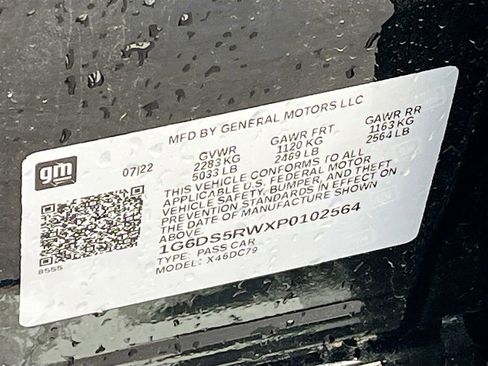 MFD BY GENERAL MOTORS LLC
gm
07/22
GVWR GAWR FRT GAWR RR
2283 KG 1120 KG 1163 KG
5033 LB 2469 LB 2564 LB
THIS VEHICLE CONFORMS TO ALL
APPLICABLE U.S. FEDERAL MOTOR
VEHICLE SAFETY, BUMPER, AND THEFT
PREVENTION STANDARDS IN EFFECT ON
THE DATE OF MANUFACTURE SHOWN
ABOVE.
1G6DS5RWXP0102564
TYPE: PASS CAR
MODEL: X46DC79
8555